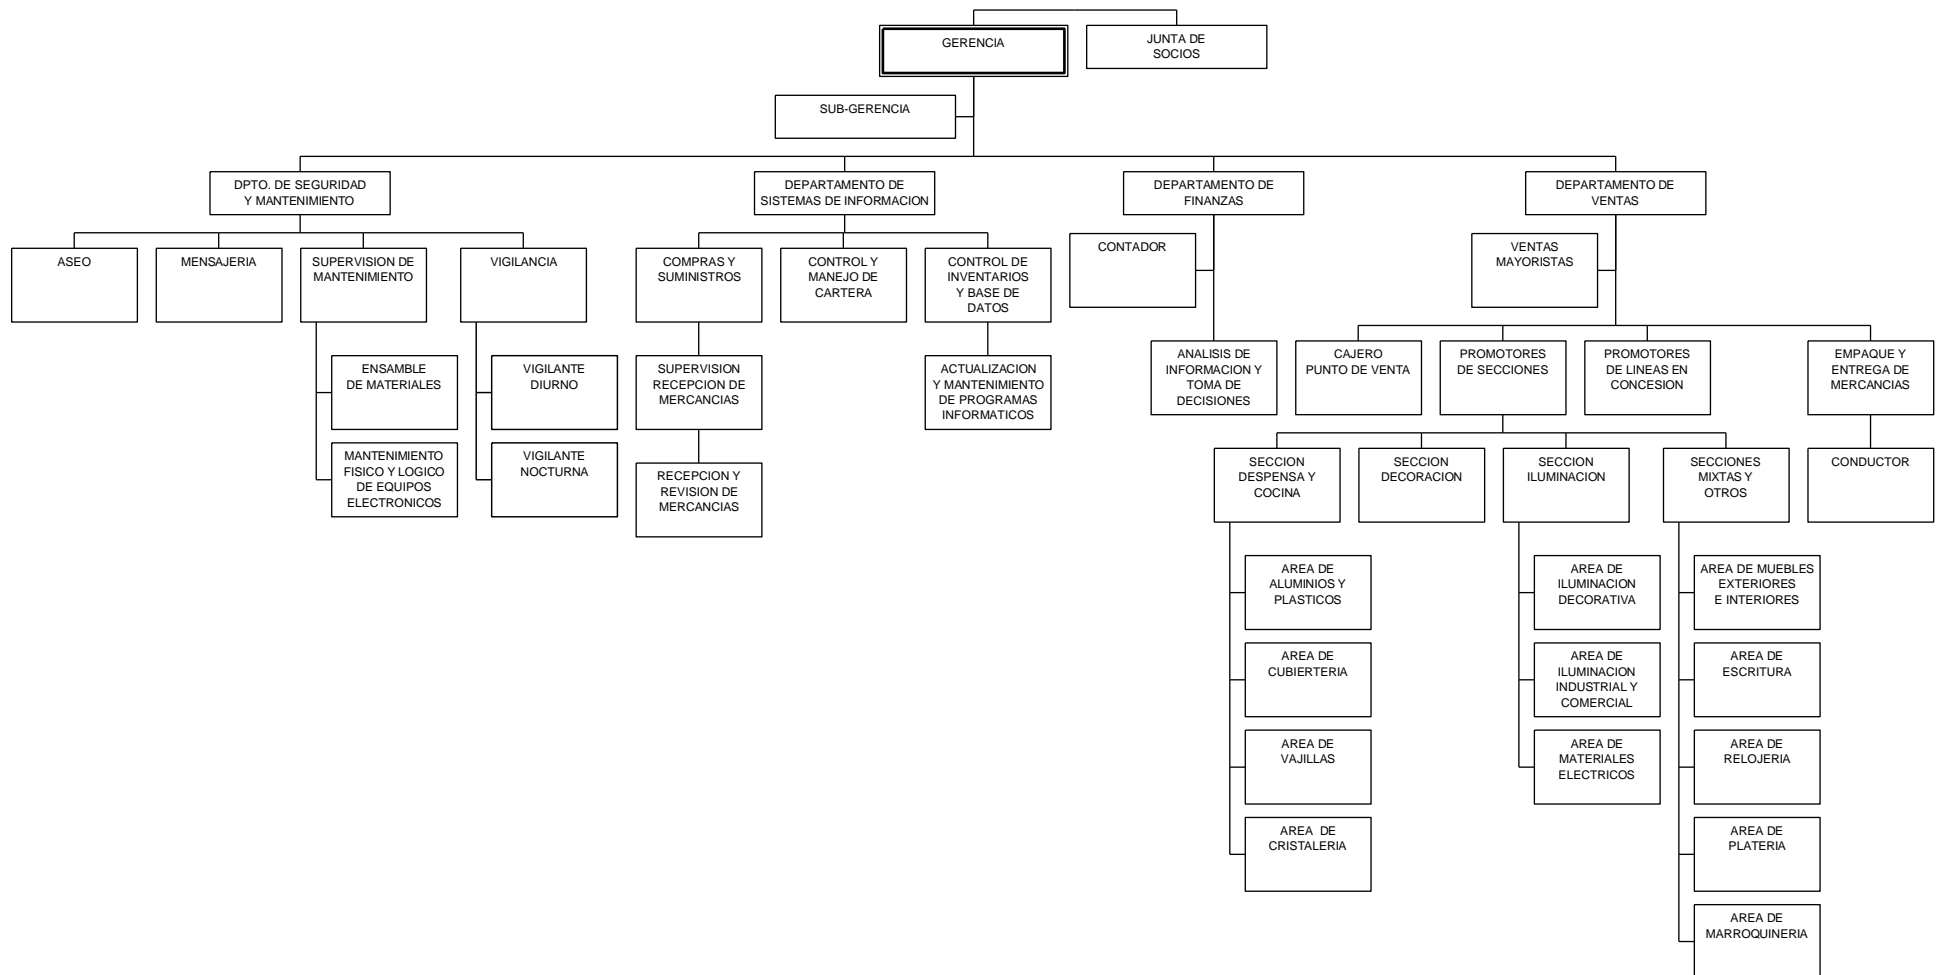 GERENCIA
JUNTA DE
SOCIOS
SUB-GERENCIA
DPTO. DE SEGURIDAD
Y MANTENIMIENTO
DEPARTAMENTO DE
SISTEMAS DE INFORMACION
DEPARTAMENTO DE
FINANZAS
DEPARTAMENTO DE
VENTAS
ASEO
MENSAJERIA
SUPERVISION DE
MANTENIMIENTO
VIGILANCIA
COMPRAS Y
SUMINISTROS
CONTROL Y
MANEJO DE
CARTERA
CONTROL DE
INVENTARIOS
Y BASE DE
DATOS
CONTADOR
VENTAS
MAYORISTAS
ENSAMBLE
DE MATERIALES
VIGILANTE
DIURNO
SUPERVISION
RECEPCION DE
MERCANCIAS
ACTUALIZACION
Y MANTENIMIENTO
DE PROGRAMAS
INFORMATICOS
ANALISIS DE
INFORMACION Y
TOMA DE
DECISIONES
CAJERO
PUNTO DE VENTA
PROMOTORES
DE SECCIONES
PROMOTORES
DE LINEAS EN
CONCESION
EMPAQUE Y
ENTREGA DE
MERCANCIAS
MANTENIMIENTO
FISICO Y LOGICO
DE EQUIPOS
ELECTRONICOS
VIGILANTE
NOCTURNA
RECEPCION Y
REVISION DE
MERCANCIAS
SECCION
DESPENSA Y
COCINA
SECCION
DECORACION
SECCION
ILUMINACION
SECCIONES
MIXTAS Y
OTROS
CONDUCTOR
AREA DE
ALUMINIOS Y
PLASTICOS
AREA DE
ILUMINACION
DECORATIVA
AREA DE MUEBLES
EXTERIORES
E INTERIORES
AREA DE
CUBIERTERIA
AREA DE
ILUMINACION
INDUSTRIAL Y
COMERCIAL
AREA DE
ESCRITURA
AREA DE
VAJILLAS
AREA DE
MATERIALES
ELECTRICOS
AREA DE
RELOJERIA
AREA DE
CRISTALERIA
AREA DE
PLATERIA
AREA DE
MARROQUINERIA